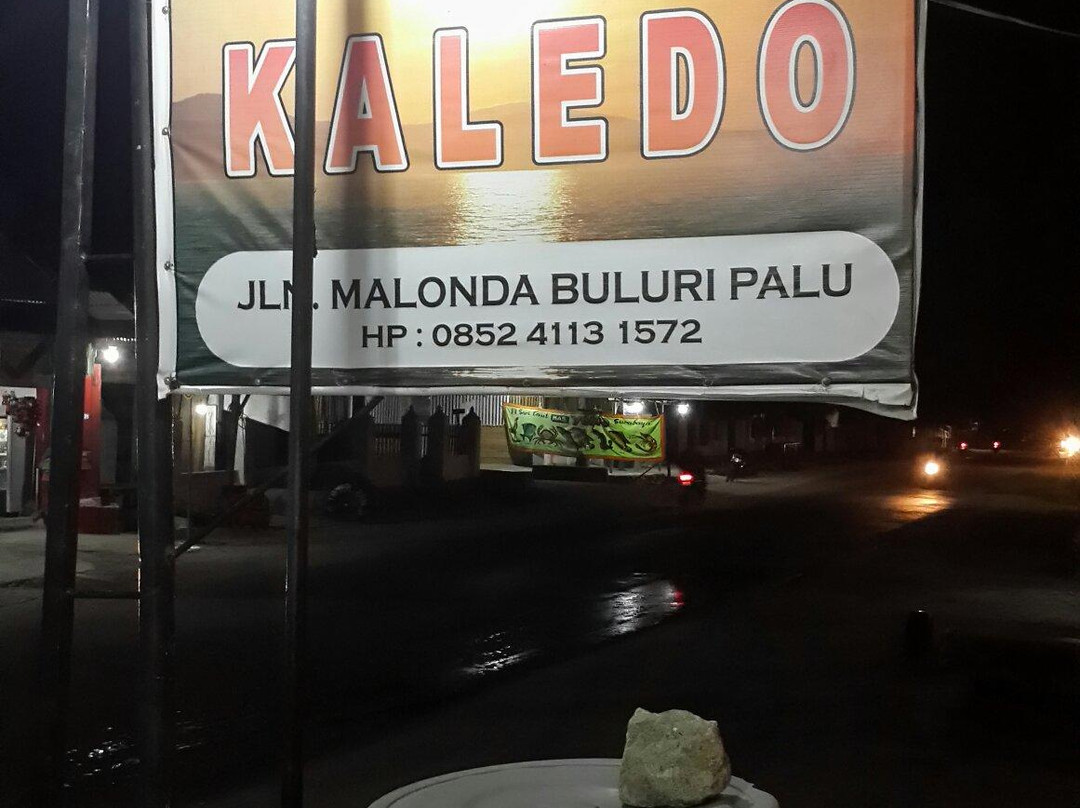 KALEDO
JLN. MALONDA BULURI PALU
HP : 0852 4113 1572